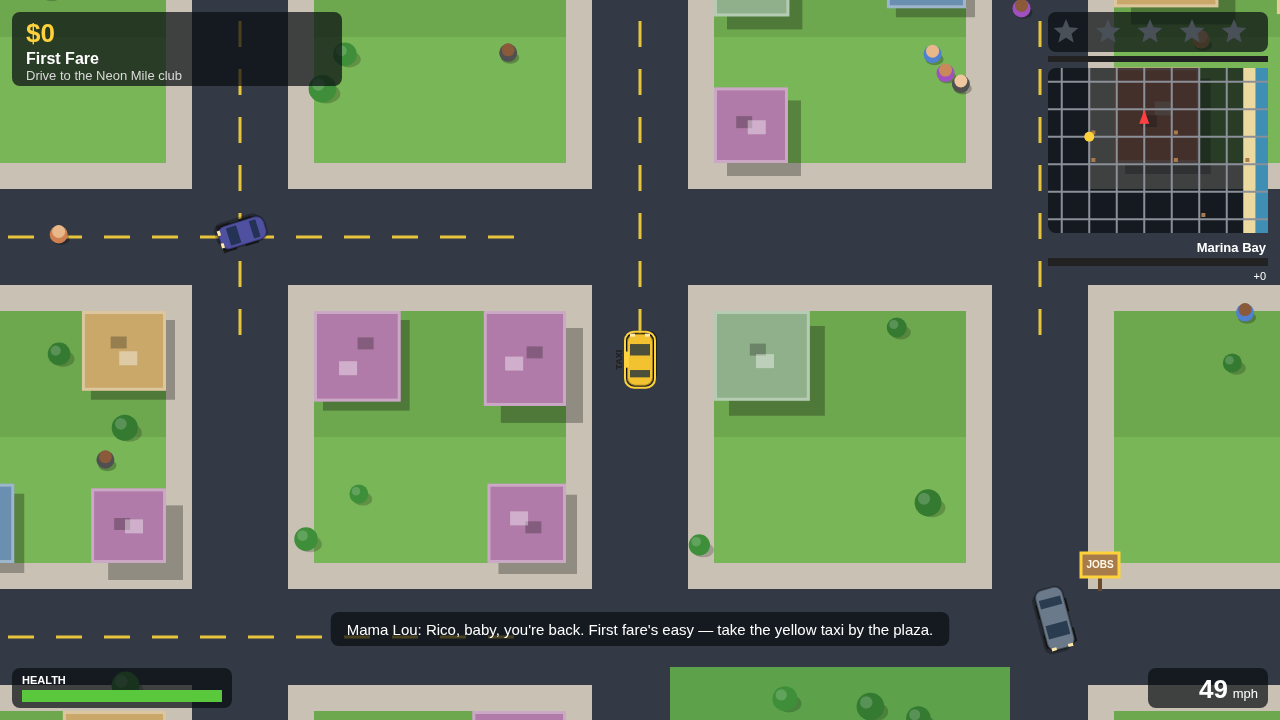 $0
First Fare
Drive to the Neon Mile club
Marina Bay
+0
TAXI
JOBS
Mama Lou: Rico, baby, you're back. First fare's easy — take the yellow taxi by the plaza.
HEALTH
49 mph